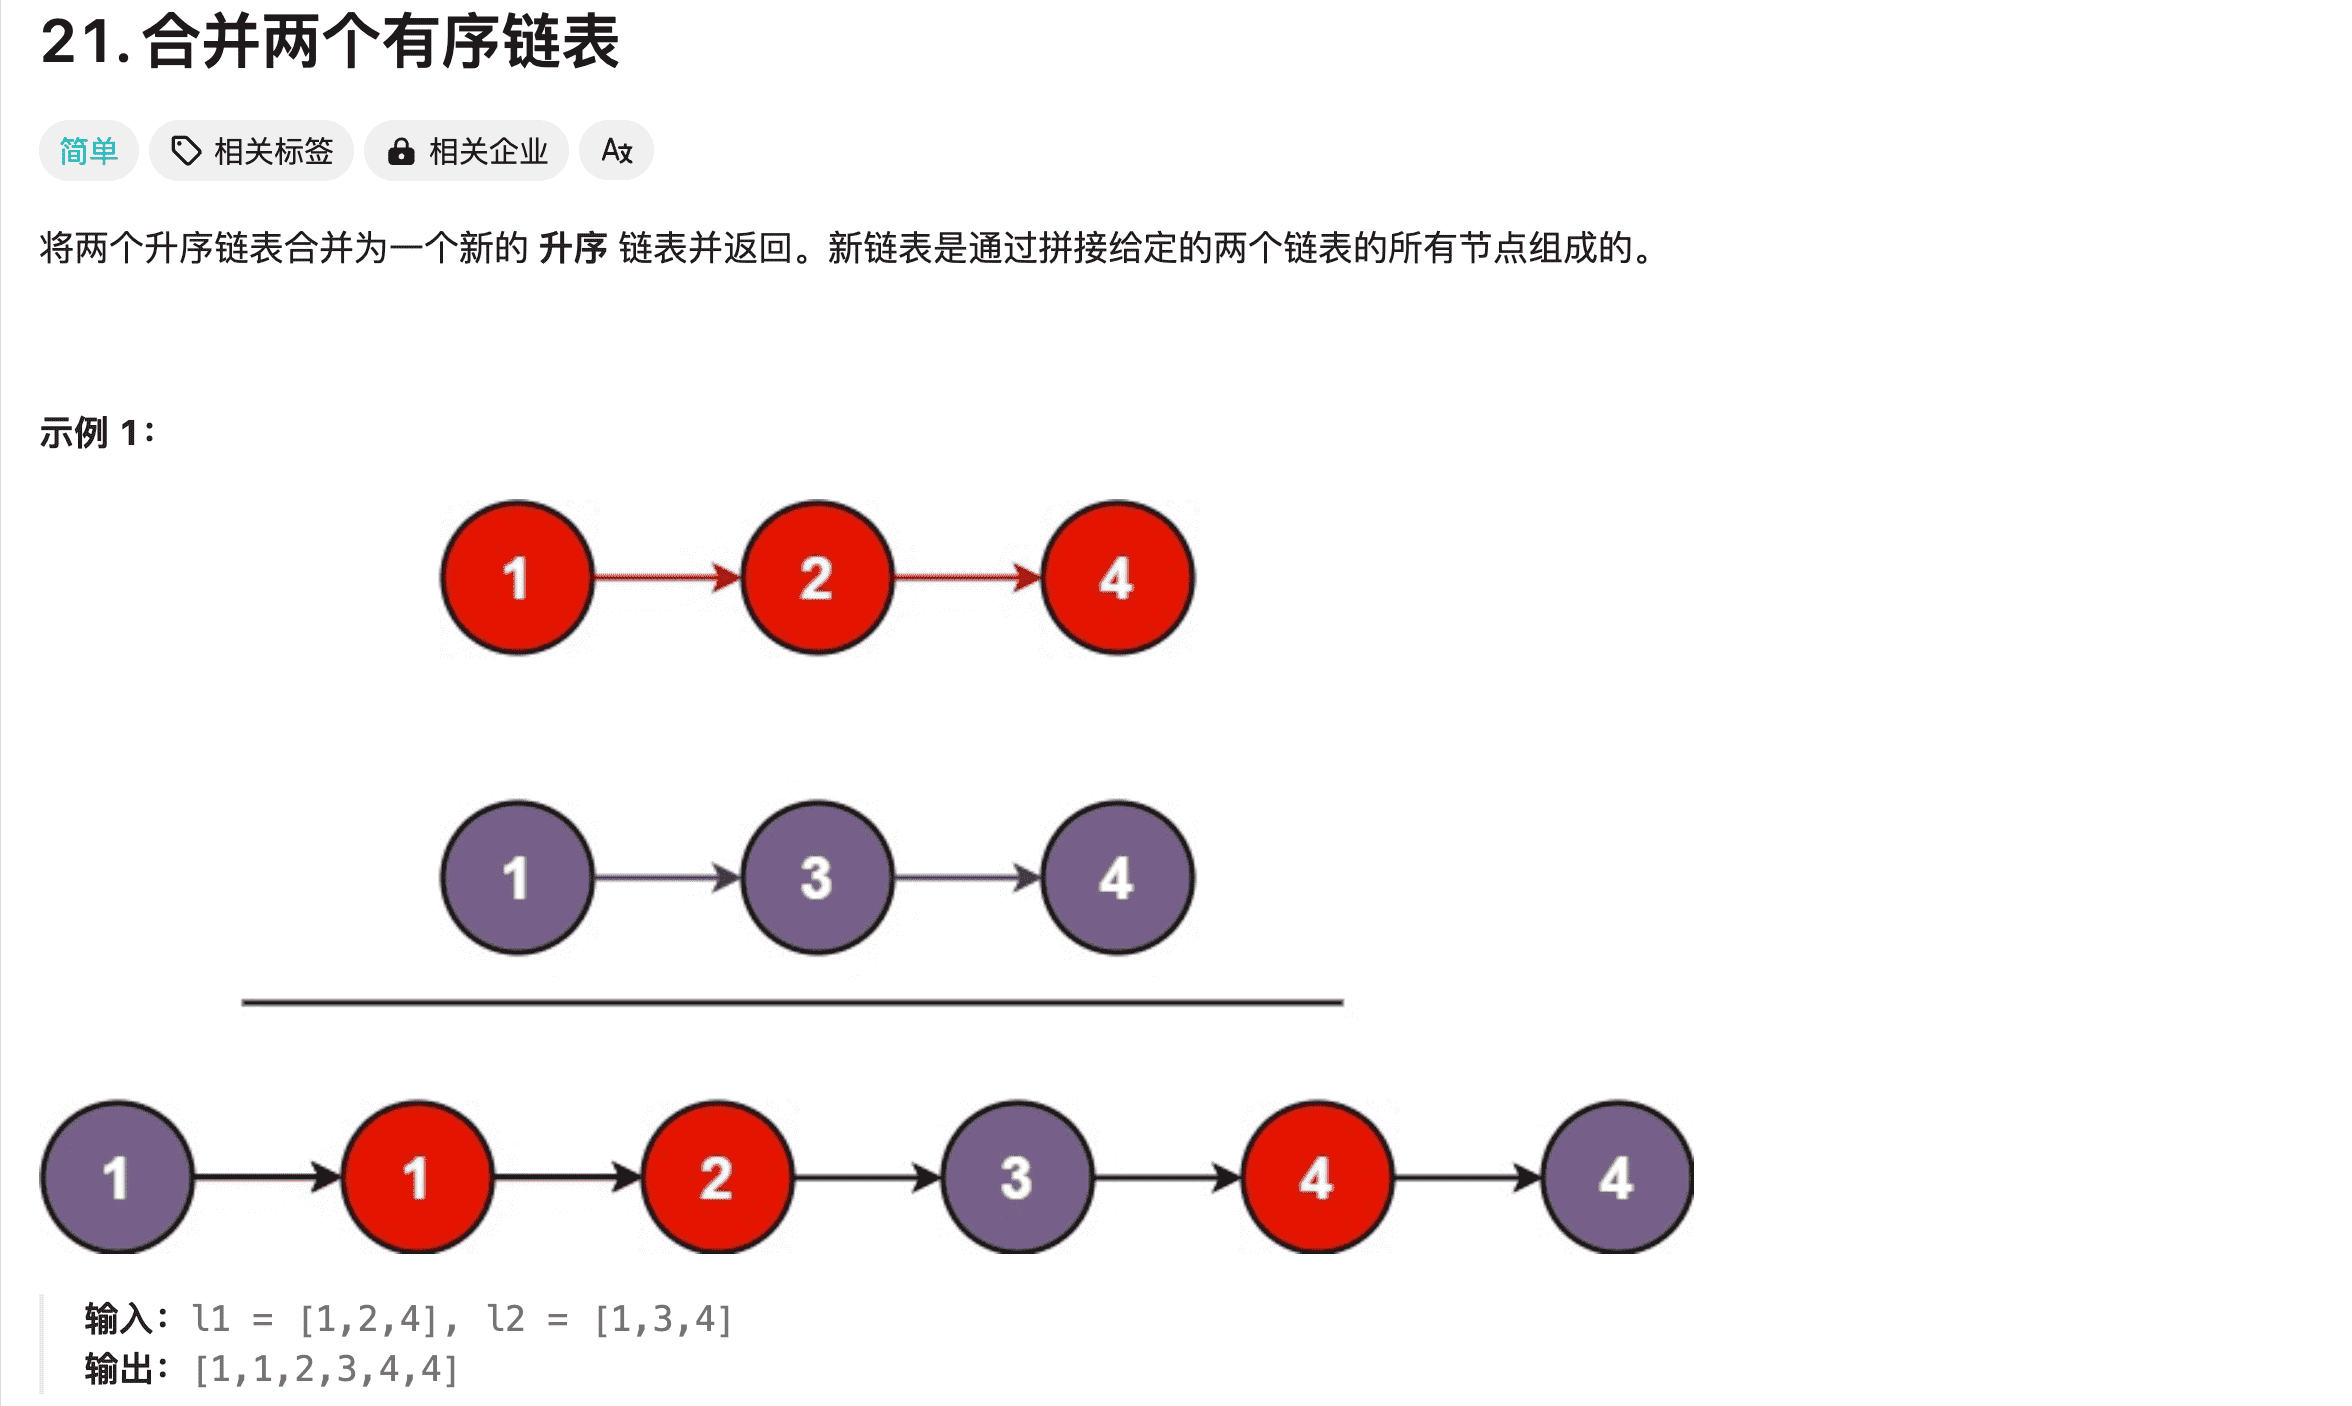 21. 合并两个有序链表
简单 相关标签 相关企业 A文
将两个升序链表合并为一个新的 升序 链表并返回。新链表是通过拼接给定的两个链表的所有节点组成的。
示例 1：
1 2 4
1 3 4
1 1 2 3 4 4
输入：l1 = [1,2,4], l2 = [1,3,4]
输出：[1,1,2,3,4,4]